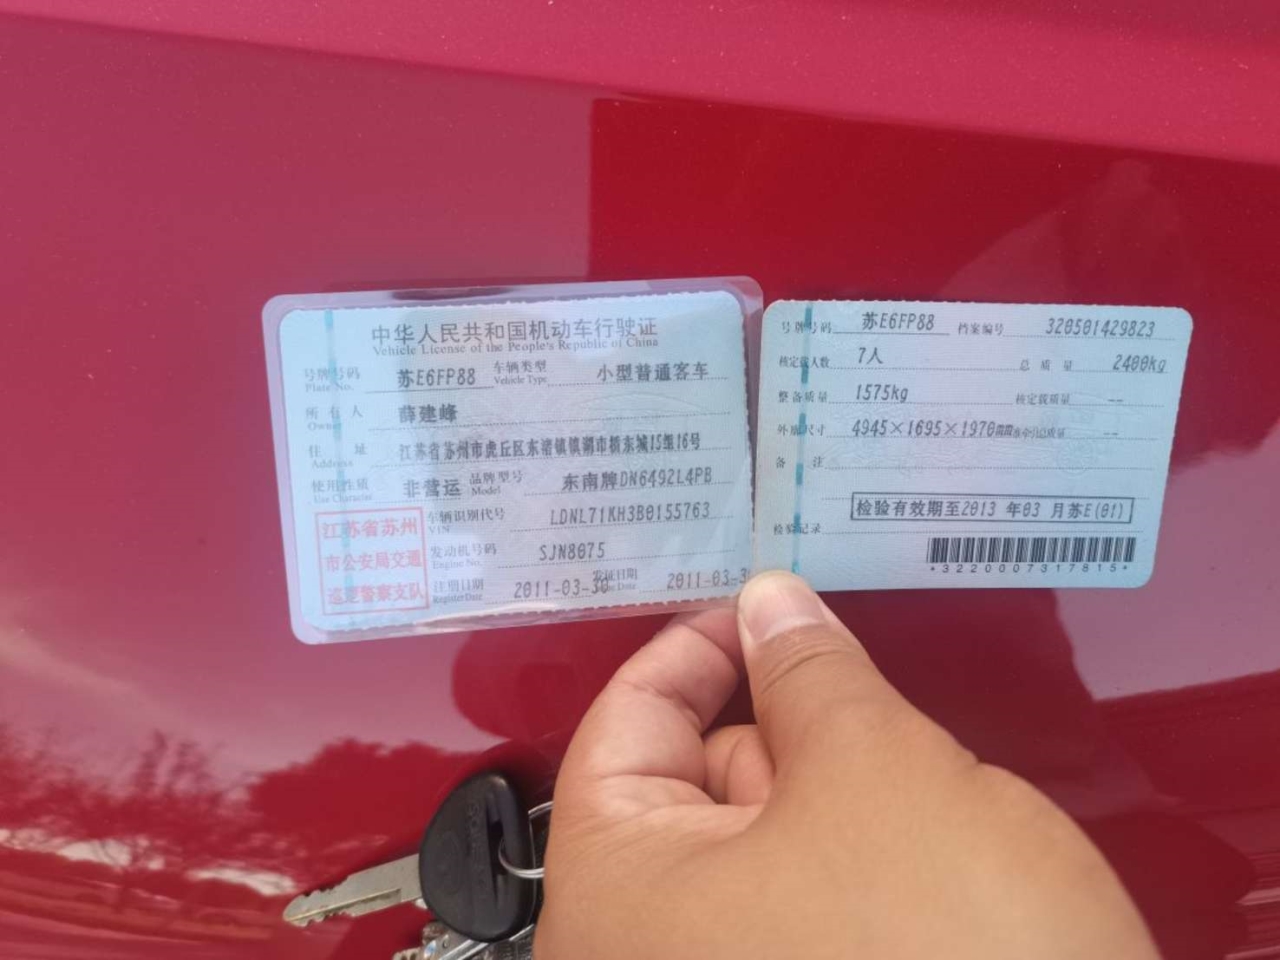 中华人民共和国机动车行驶证
Vehicle License of the People's Republic of China
号牌号码 苏E6FP88 车辆类型 小型普通客车
Plate No. Vehicle Type
所有人 薛建峰
Owner
住址 江苏省苏州市虎丘区东渚镇镇湖市桥东城15组16号
Address
使用性质 非营运 品牌型号 东南牌DN6492L4PB
Use Character Model
江苏省苏州
市公安局交通
巡逻警察支队
车辆识别代号 LDNL71KH3B0155763
VIN
发动机号码 SJN8075
Engine No.
注册日期 2011-03-30 发证日期 2011-03-3
Register Date Issue Date
号牌号码 苏E6FP88 档案编号 320501429823
核定载人数 7人 总质量 2400kg
整备质量 1575kg 核定载质量 --
外廓尺寸 4945×1695×1970mm 准牵引总质量 --
备注
检验记录 检验有效期至2013 年03 月苏E(01)
*3220007317815*